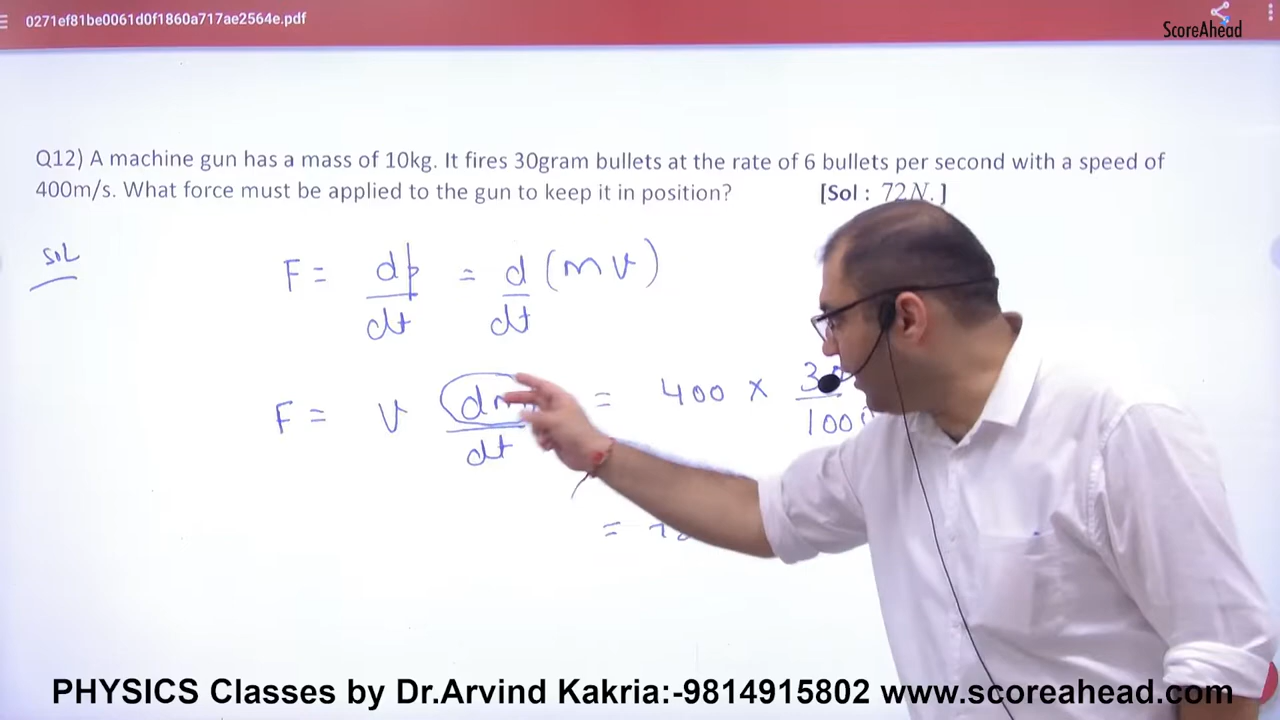 0271ef81be0061d0f1860a717ae2564e.pdf
ScoreAhead
Q12) A machine gun has a mass of 10kg. It fires 30gram bullets at the rate of 6 bullets per second with a speed of
400m/s. What force must be applied to the gun to keep it in position? [Sol : 72N. ]
SOL
F = dp/dt = d/dt (mv)
F = v dm/dt = 400 ×
=
PHYSICS Classes by Dr.Arvind Kakria:-9814915802 www.scoreahead.com